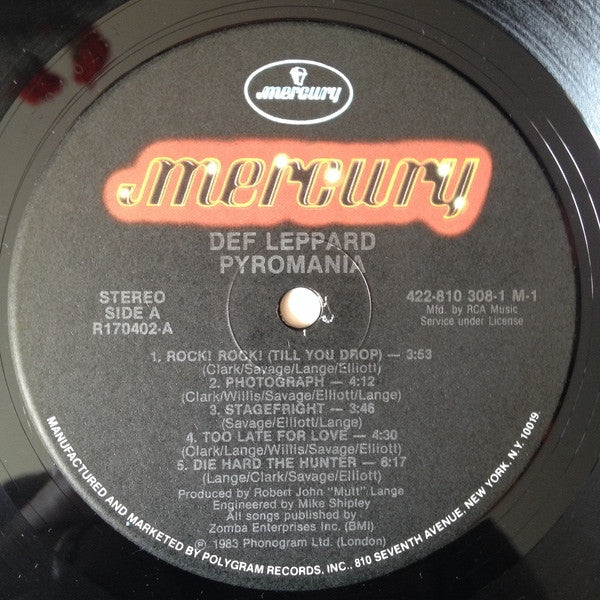 mercury
mercury
DEF LEPPARD
PYROMANIA
STEREO
SIDE A
R170402-A
422-810 308-1 M-1
Mfd. by RCA Music
Service under License
1. ROCK! ROCK! (TILL YOU DROP) — 3:53
(Clark/Savage/Lange/Elliott)
2. PHOTOGRAPH — 4:12
(Clark/Willis/Savage/Elliott/Lange)
3. STAGEFRIGHT — 3:46
(Savage/Elliott/Lange)
4. TOO LATE FOR LOVE — 4:30
(Clark/Lange/Willis/Savage/Elliott)
5. DIE HARD THE HUNTER — 6:17
(Lange/Clark/Savage/Elliott)
Produced by Robert John "Mutt" Lange
Engineered by Mike Shipley
All songs published by
Zomba Enterprises Inc. (BMI)
℗ 1983 Phonogram Ltd. (London)
MANUFACTURED AND MARKETED BY POLYGRAM RECORDS, INC., 810 SEVENTH AVENUE, NEW YORK, N.Y. 10019